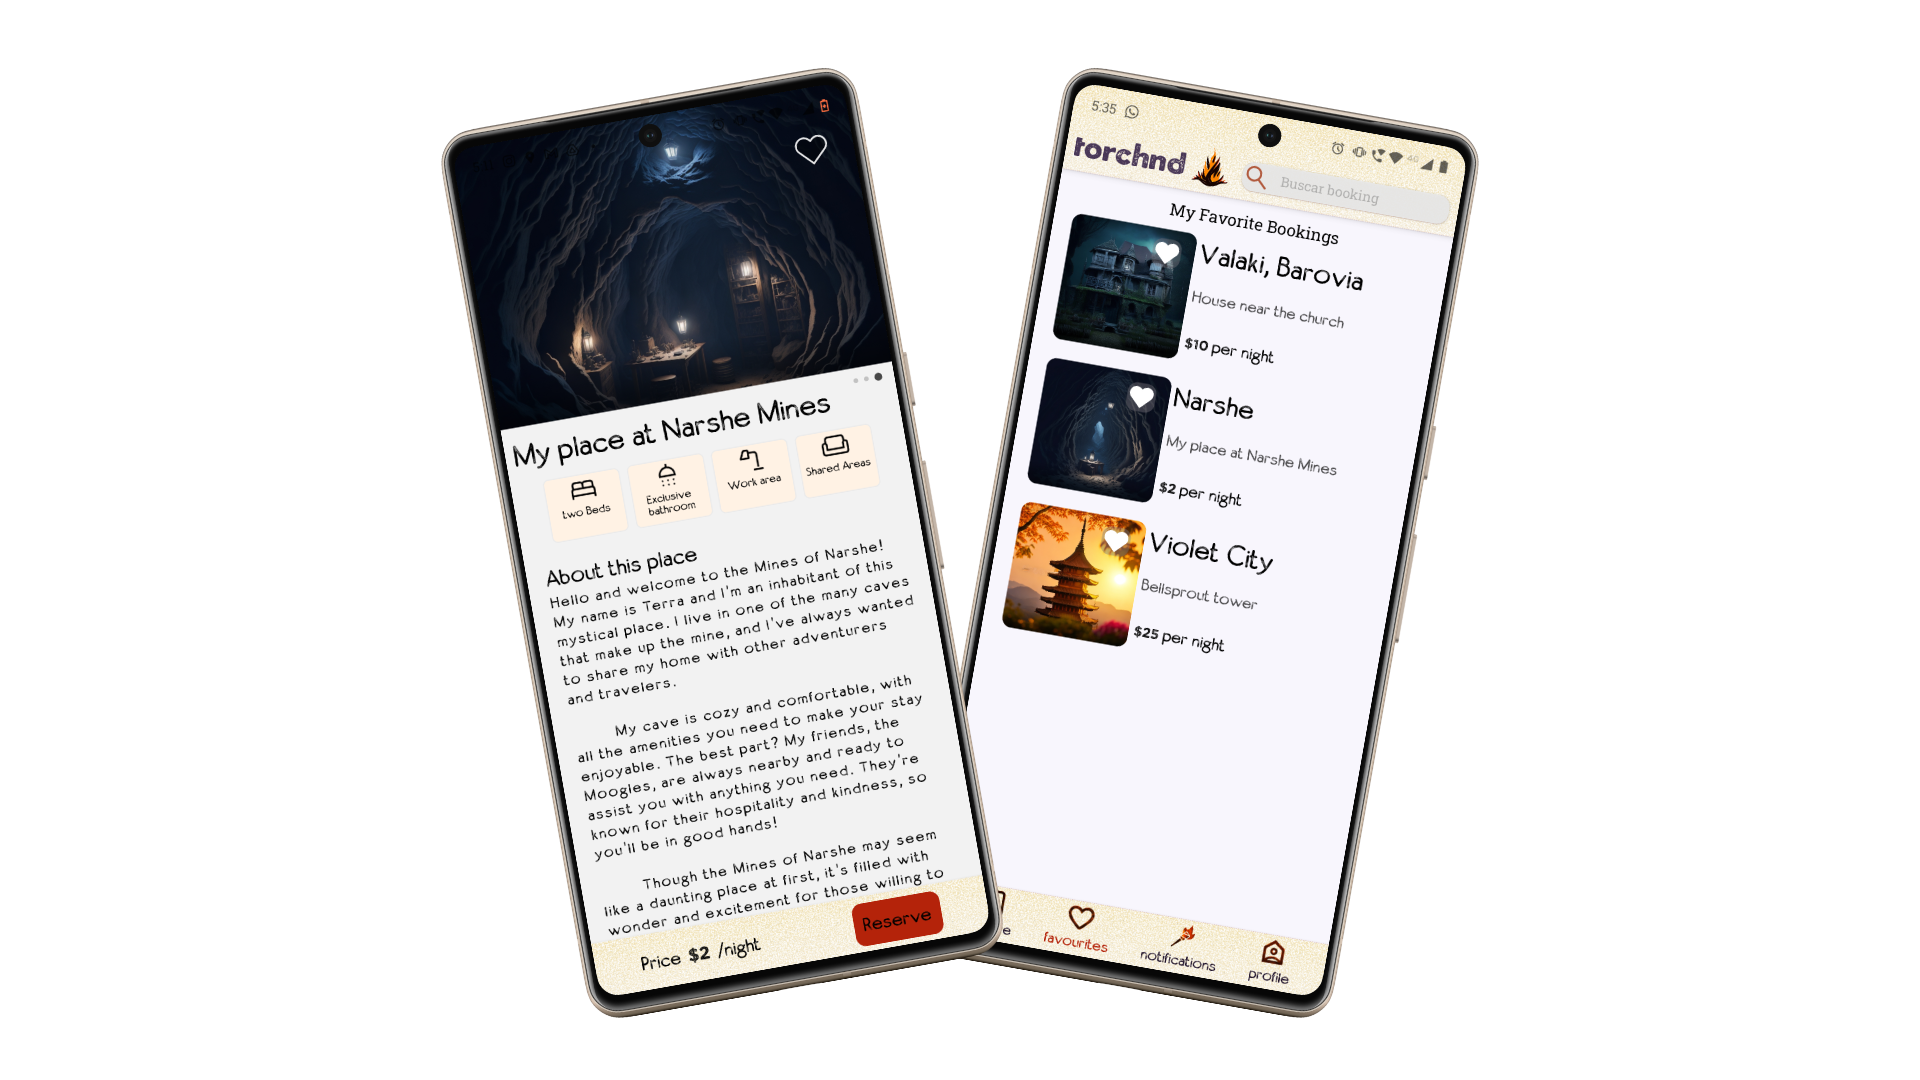 My place at Narshe Mines
two Beds
Exclusive
bathroom
Work area
Shared Areas
About this place
Hello and welcome to the Mines of Narshe!
My name is Terra and I'm an inhabitant of this
mystical place. I live in one of the many caves
that make up the mine, and I've always wanted
to share my home with other adventurers
and travelers.
My cave is cozy and comfortable, with
all the amenities you need to make your stay
enjoyable. The best part? My friends, the
Moogles, are always nearby and ready to
assist you with anything you need. They're
known for their hospitality and kindness, so
you'll be in good hands!
Though the Mines of Narshe may seem
like a daunting place at first, it's filled with
wonder and excitement for those willing to
Price $2 /night
Reserve
5:35
4G
torchnd
Buscar booking
My Favorite Bookings
Valaki, Barovia
House near the church
$10 per night
Narshe
My place at Narshe Mines
$2 per night
Violet City
Bellsprout tower
$25 per night
e
favourites
notifications
profile